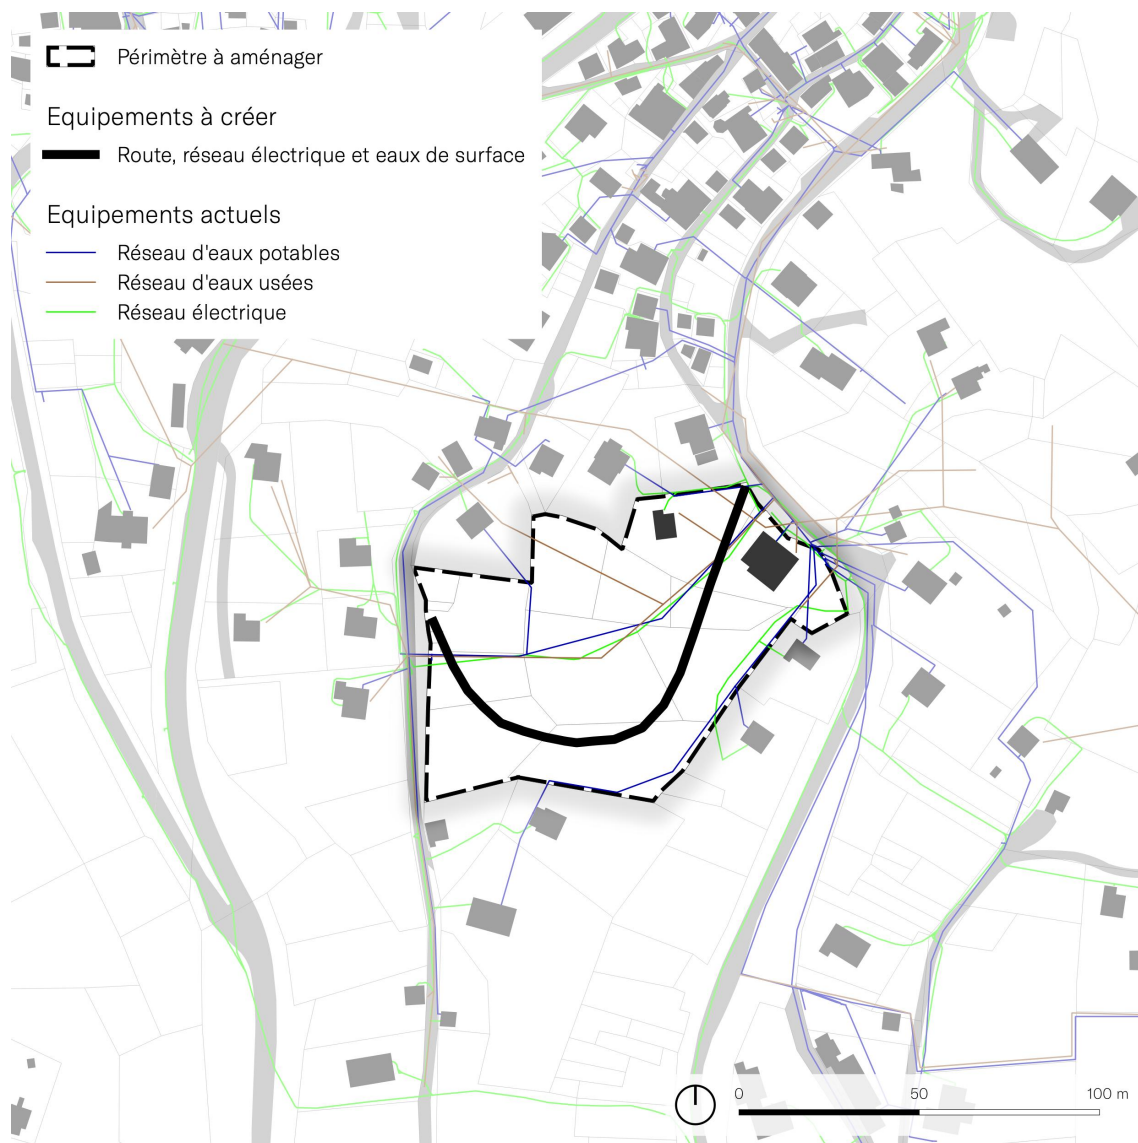 Périmètre à aménager
Equipements à créer
Route, réseau électrique et eaux de surface
Equipements actuels
Réseau d'eaux potables
Réseau d'eaux usées
Réseau électrique
0 50 100 m